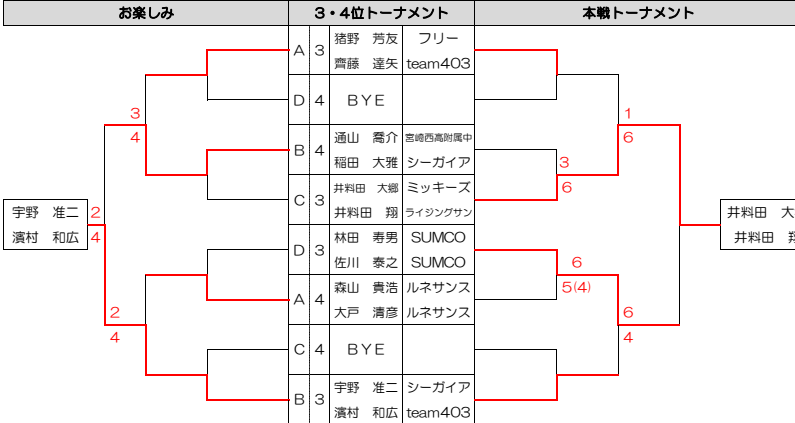 お楽しみ 3・4位トーナメント 本戦トーナメント
A 3 猪野 芳友 フリー
齊藤 達矢 team403
D 4 BYE
3 1
4 6
B 4 通山 喬介 宮崎西高附属中
稲田 大雅 シーガイア 3
C 3 井料田 大郷 ミッキーズ 6
井料田 翔 ライジングサン
宇野 准二 2 井料田 大
濱村 和広 4 井料田 翔
D 3 林田 寿男 SUMCO
佐川 泰之 SUMCO 6
A 4 森山 貴浩 ルネサンス 5(4)
大戸 清彦 ルネサンス
2 6
4 4
C 4 BYE
B 3 宇野 准二 シーガイア
濱村 和広 team403